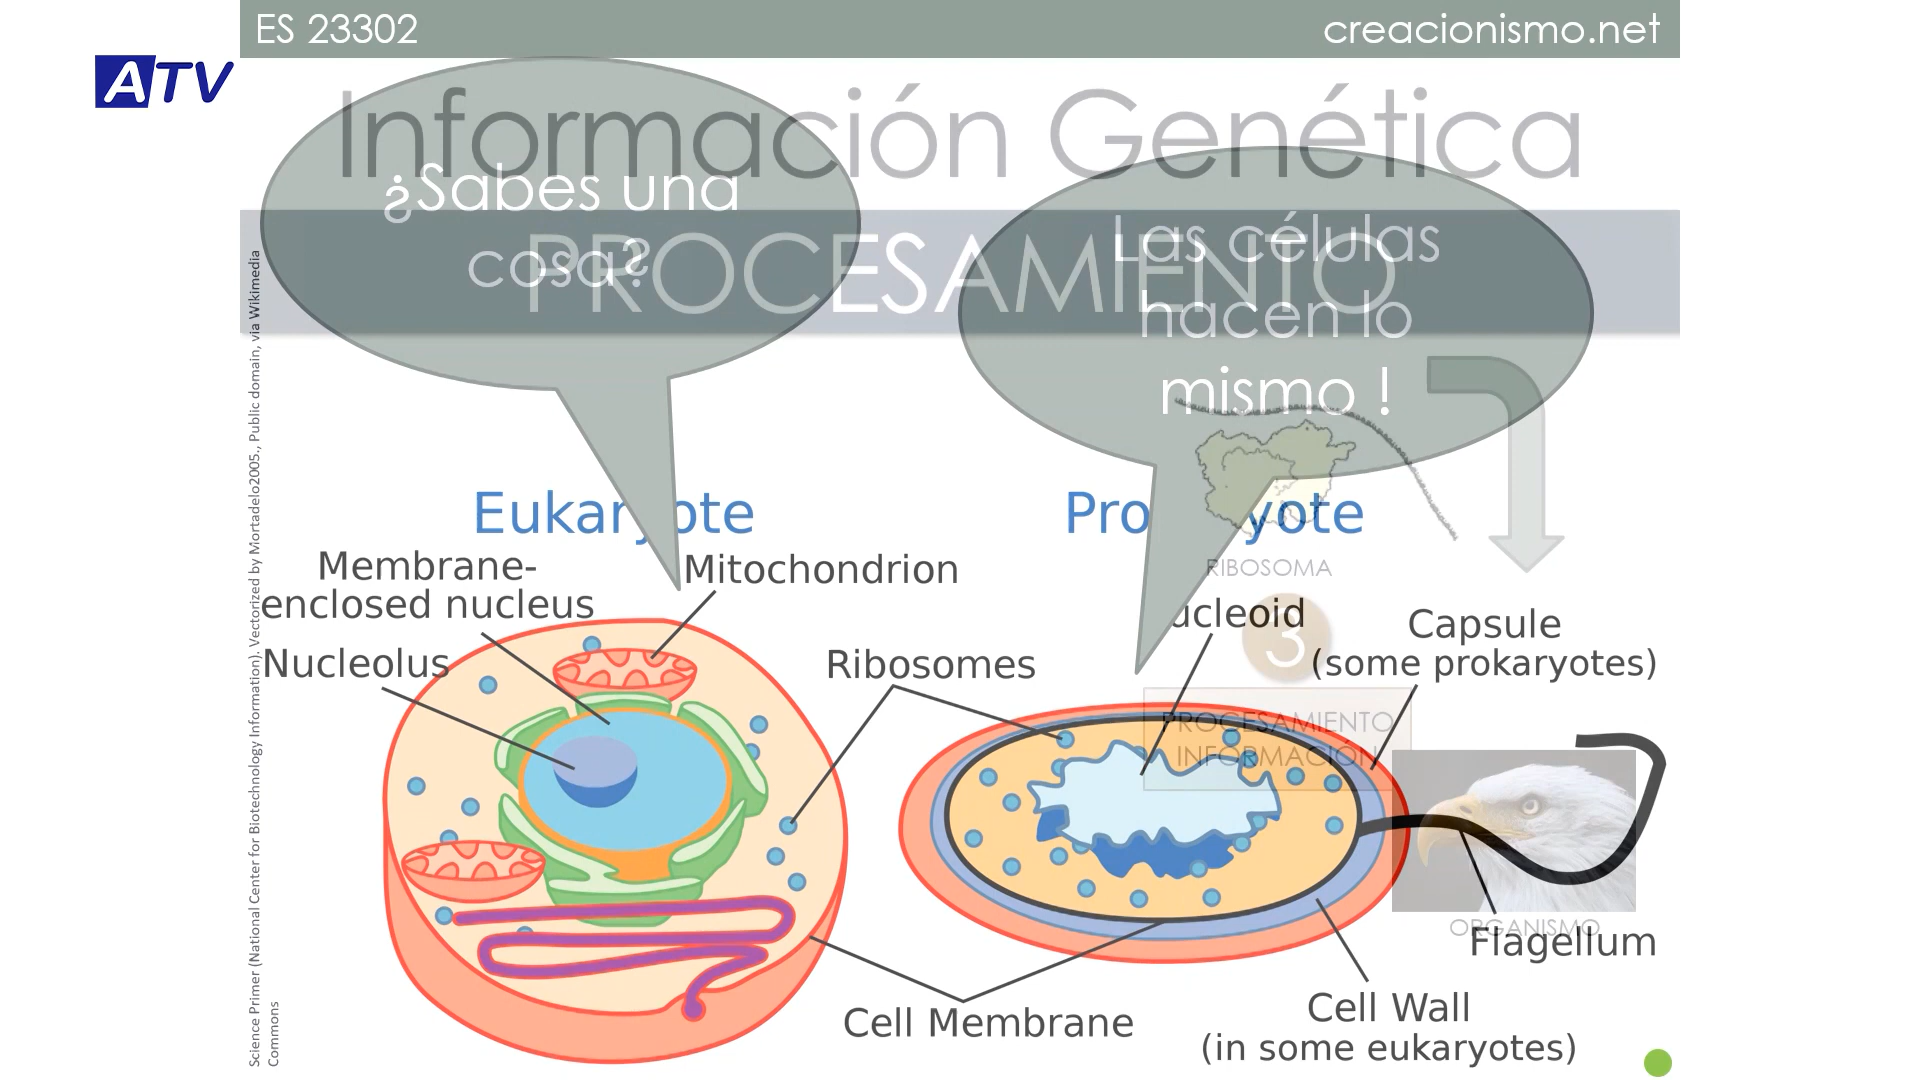 ES 23302
creacionismo.net
ATV
Información Genética
¿Sabes una
cosa?
PROCESAMIENTO
Las células
hacen lo
mismo !
Eukaryote
Prokaryote
Membrane-
enclosed nucleus
Mitochondrion
Nucleolus
Ribosomes
RIBOSOMA
ucleoid
3
Capsule
(some prokaryotes)
PROCESAMIENTO
INFORMACIÓN
ORGANISMO
Flagellum
Cell Membrane
Cell Wall
(in some eukaryotes)
Science Primer (National Center for Biotechnology Information). Vectorized by Mortadelo2005., Public domain, via Wikimedia
Commons